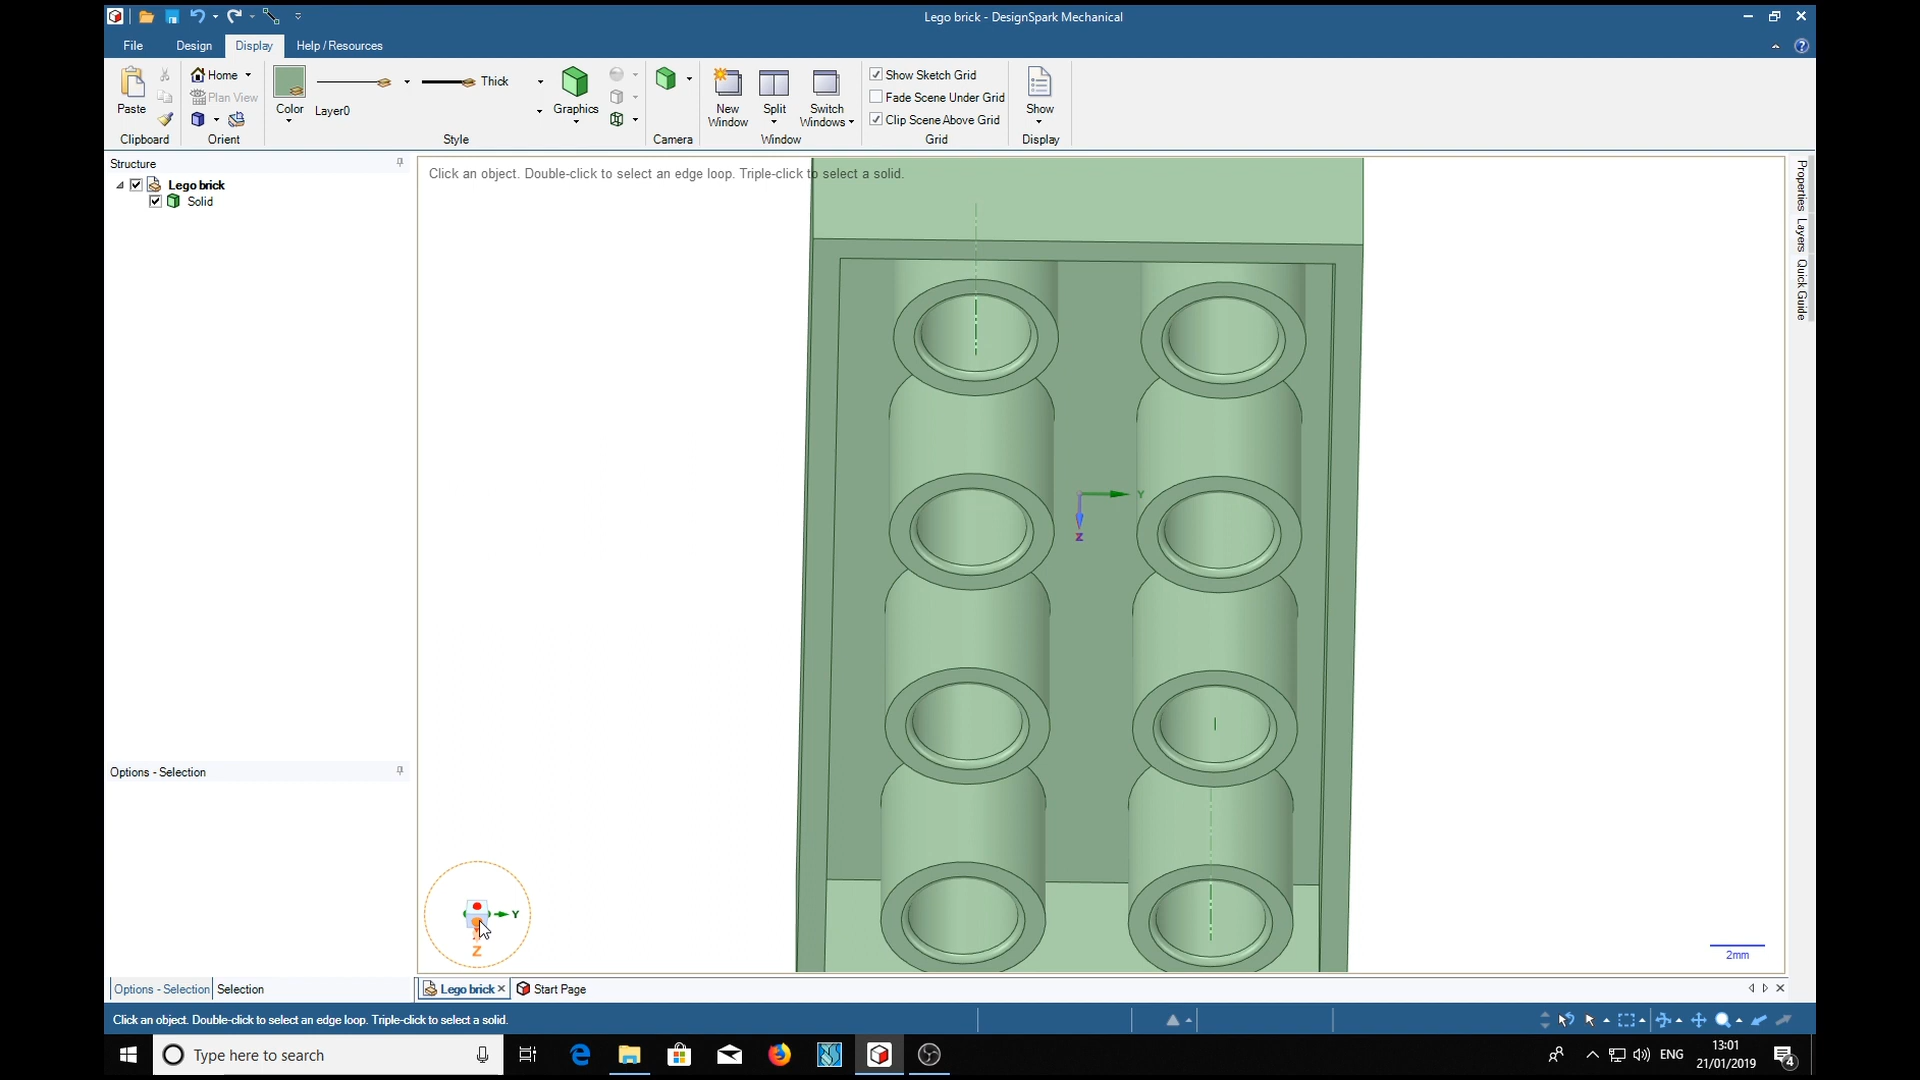 Lego brick - DesignSpark Mechanical
File Design Display Help / Resources
Paste
Clipboard
Home
Plan View
Orient
Color
Layer0
Thick
Style
Graphics
Camera
New Window
Split
Switch Windows
Window
Show Sketch Grid
Fade Scene Under Grid
Clip Scene Above Grid
Grid
Show
Display
Structure
Lego brick
Solid
Click an object. Double-click to select an edge loop. Triple-click to select a solid.
Properties
Layers
Quick Guide
Y
Z
Options - Selection
Y
Z
2mm
Options - Selection Selection
Lego brick Start Page
Click an object. Double-click to select an edge loop. Triple-click to select a solid.
Type here to search
ENG
13:01
21/01/2019
4